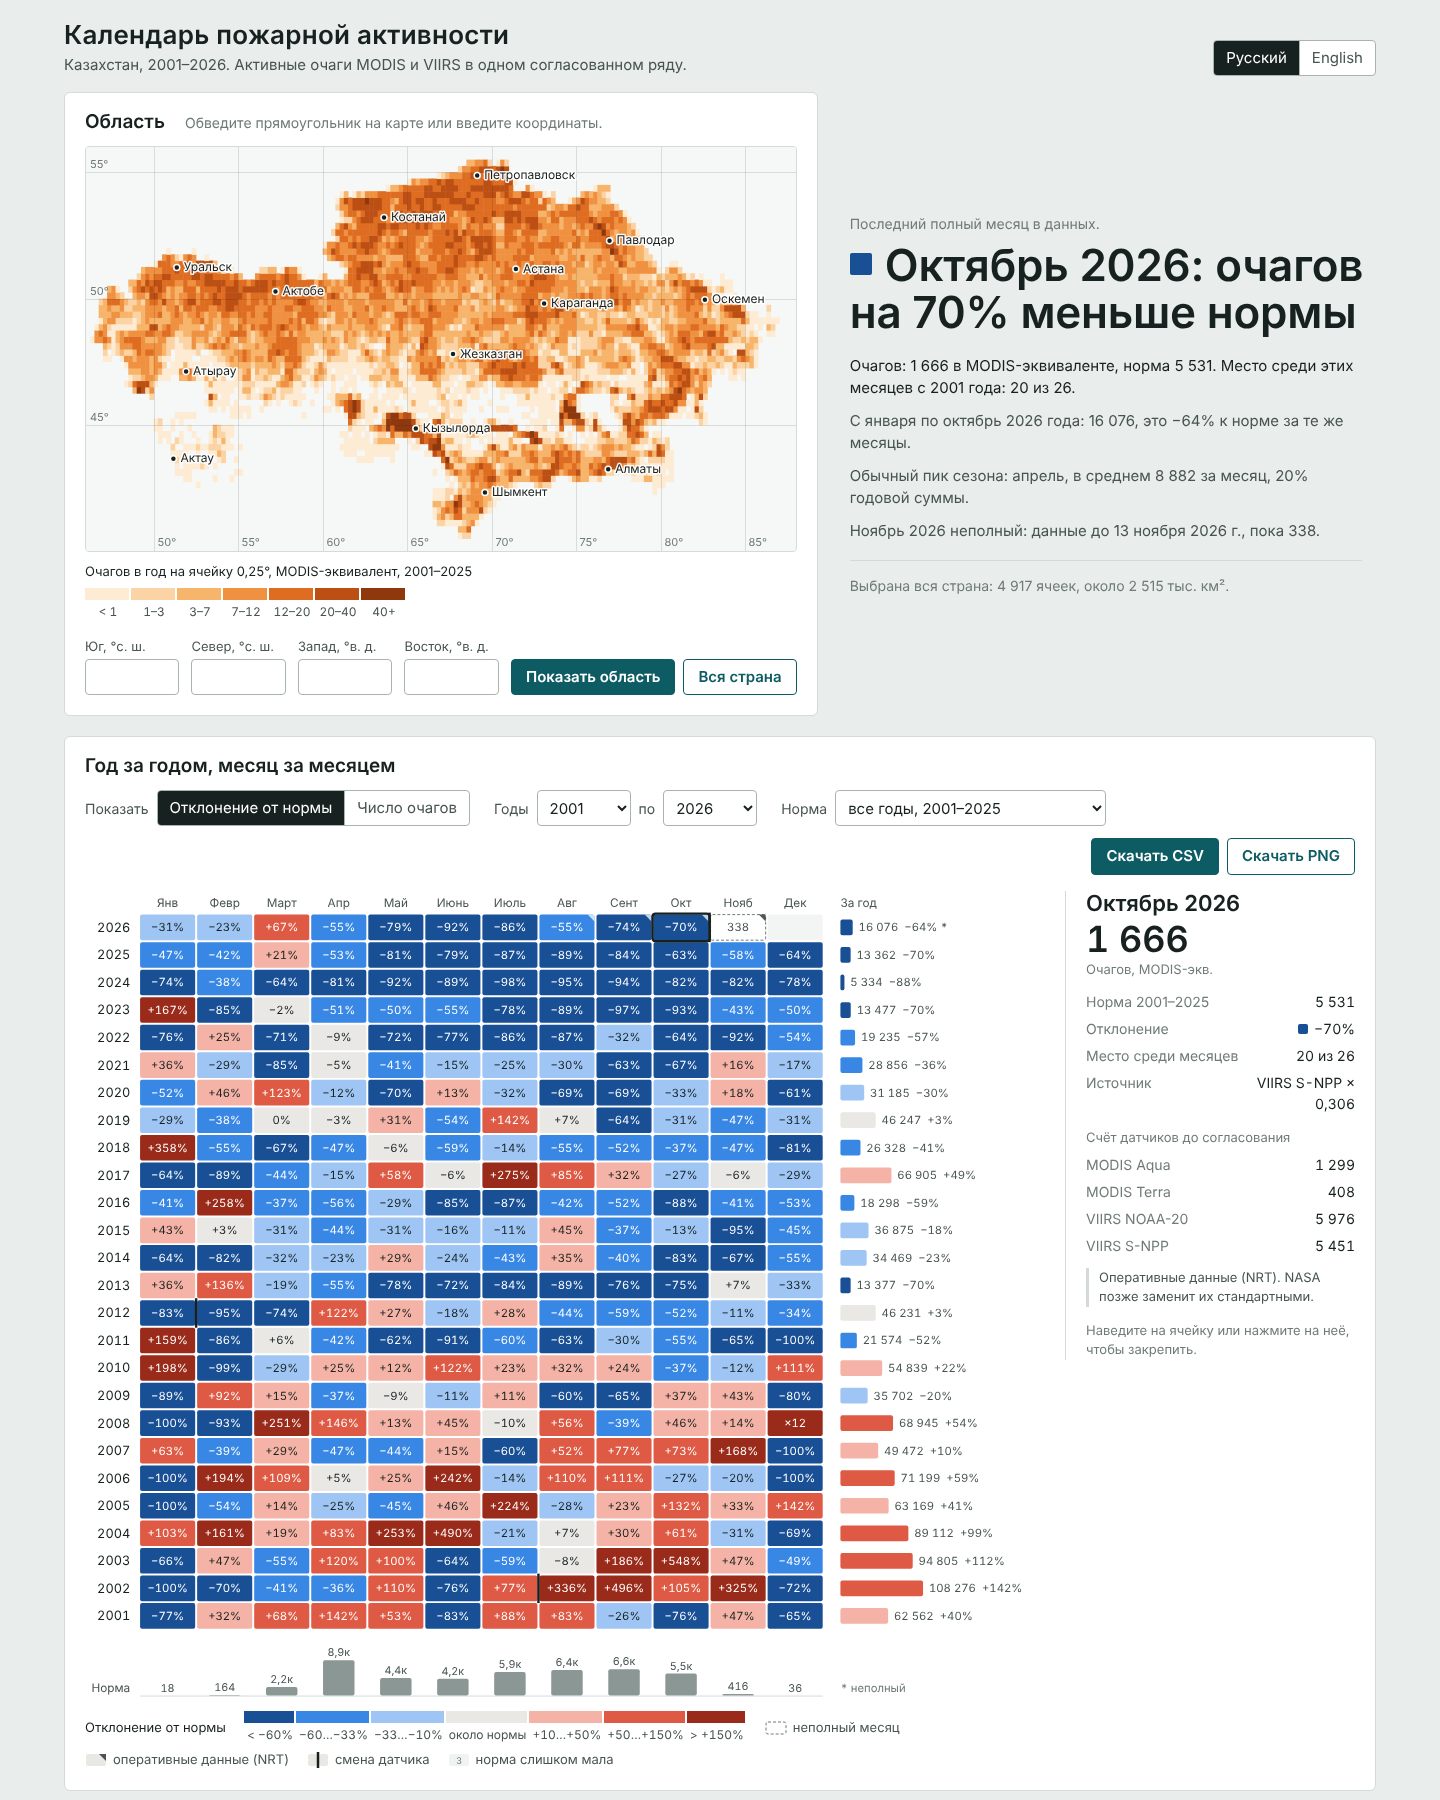 Календарь пожарной активности
Казахстан, 2001–2026. Активные очаги MODIS и VIIRS в одном согласованном ряду.
Русский English
Область Обведите прямоугольник на карте или введите координаты.
55°
Петропавловск
Костанай
Павлодар
Уральск
Астана
50°
Актобе
Оскемен
Караганда
Жезказган
Атырау
45°
Кызылорда
Актау
Алматы
Шымкент
50° 55° 60° 65° 70° 75° 80° 85°
Очагов в год на ячейку 0,25°, MODIS-эквивалент, 2001–2025
< 1 1–3 3–7 7–12 12–20 20–40 40+
Юг, °с. ш. Север, °с. ш. Запад, °в. д. Восток, °в. д.
Показать область Вся страна
Последний полный месяц в данных.
Октябрь 2026: очагов
на 70% меньше нормы
Очагов: 1 666 в MODIS-эквиваленте, норма 5 531. Место среди этих
месяцев с 2001 года: 20 из 26.
С января по октябрь 2026 года: 16 076, это −64% к норме за те же
месяцы.
Обычный пик сезона: апрель, в среднем 8 882 за месяц, 20%
годовой суммы.
Ноябрь 2026 неполный: данные до 13 ноября 2026 г., пока 338.
Выбрана вся страна: 4 917 ячеек, около 2 515 тыс. км².
Год за годом, месяц за месяцем
Показать Отклонение от нормы Число очагов Годы 2001 по 2026 Норма все годы, 2001–2025
Скачать CSV Скачать PNG
Янв Февр Март Апр Май Июнь Июль Авг Сент Окт Нояб Дек За год
2026 −31% −23% +67% −55% −79% −92% −86% −55% −74% −70% 338 16 076 −64% *
2025 −47% −42% +21% −53% −81% −79% −87% −89% −84% −63% −58% −64% 13 362 −70%
2024 −74% −38% −64% −81% −92% −89% −98% −95% −94% −82% −82% −78% 5 334 −88%
2023 +167% −85% −2% −51% −50% −55% −78% −89% −97% −93% −43% −50% 13 477 −70%
2022 −76% +25% −71% −9% −72% −77% −86% −87% −32% −64% −92% −54% 19 235 −57%
2021 +36% −29% −85% −5% −41% −15% −25% −30% −63% −67% +16% −17% 28 856 −36%
2020 −52% +46% +123% −12% −70% +13% −32% −69% −69% −33% +18% −61% 31 185 −30%
2019 −29% −38% 0% −3% +31% −54% +142% +7% −64% −31% −47% −31% 46 247 +3%
2018 +358% −55% −67% −47% −6% −59% −14% −55% −52% −37% −47% −81% 26 328 −41%
2017 −64% −89% −44% −15% +58% −6% +275% +85% +32% −27% −6% −29% 66 905 +49%
2016 −41% +258% −37% −56% −29% −85% −87% −42% −52% −88% −41% −53% 18 298 −59%
2015 +43% +3% −31% −44% −31% −16% −11% +45% −37% −13% −95% −45% 36 875 −18%
2014 −64% −82% −32% −23% +29% −24% −43% +35% −40% −83% −67% −55% 34 469 −23%
2013 +36% +136% −19% −55% −78% −72% −84% −89% −76% −75% +7% −33% 13 377 −70%
2012 −83% −95% −74% +122% +27% −18% +28% −44% −59% −52% −11% −34% 46 231 +3%
2011 +159% −86% +6% −42% −62% −91% −60% −63% −30% −55% −65% −100% 21 574 −52%
2010 +198% −99% −29% +25% +12% +122% +23% +32% +24% −37% −12% +111% 54 839 +22%
2009 −89% +92% +15% −37% −9% −11% +11% −60% −65% +37% +43% −80% 35 702 −20%
2008 −100% −93% +251% +146% +13% +45% −10% +56% −39% +46% +14% ×12 68 945 +54%
2007 +63% −39% +29% −47% −44% +15% −60% +52% +77% +73% +168% −100% 49 472 +10%
2006 −100% +194% +109% +5% +25% +242% −14% +110% +111% −27% −20% −100% 71 199 +59%
2005 −100% −54% +14% −25% −45% +46% +224% −28% +23% +132% +33% +142% 63 169 +41%
2004 +103% +161% +19% +83% +253% +490% −21% +7% +30% +61% −31% −69% 89 112 +99%
2003 −66% +47% −55% +120% +100% −64% −59% −8% +186% +548% +47% −49% 94 805 +112%
2002 −100% −70% −41% −36% +110% −76% +77% +336% +496% +105% +325% −72% 108 276 +142%
2001 −77% +32% +68% +142% +53% −83% +88% +83% −26% −76% +47% −65% 62 562 +40%
Норма 18 164 2,2к 8,9к 4,4к 4,2к 5,9к 6,4к 6,6к 5,5к 416 36 * неполный
Отклонение от нормы < −60% −60…−33% −33…−10% около нормы +10…+50% +50…+150% > +150% неполный месяц
оперативные данные (NRT) смена датчика 3 норма слишком мала
Октябрь 2026
1 666
Очагов, MODIS-экв.
Норма 2001–2025 5 531
Отклонение −70%
Место среди месяцев 20 из 26
Источник VIIRS S-NPP ×
0,306
Счёт датчиков до согласования
MODIS Aqua 1 299
MODIS Terra 408
VIIRS NOAA-20 5 976
VIIRS S-NPP 5 451
Оперативные данные (NRT). NASA
позже заменит их стандартными.
Наведите на ячейку или нажмите на неё,
чтобы закрепить.